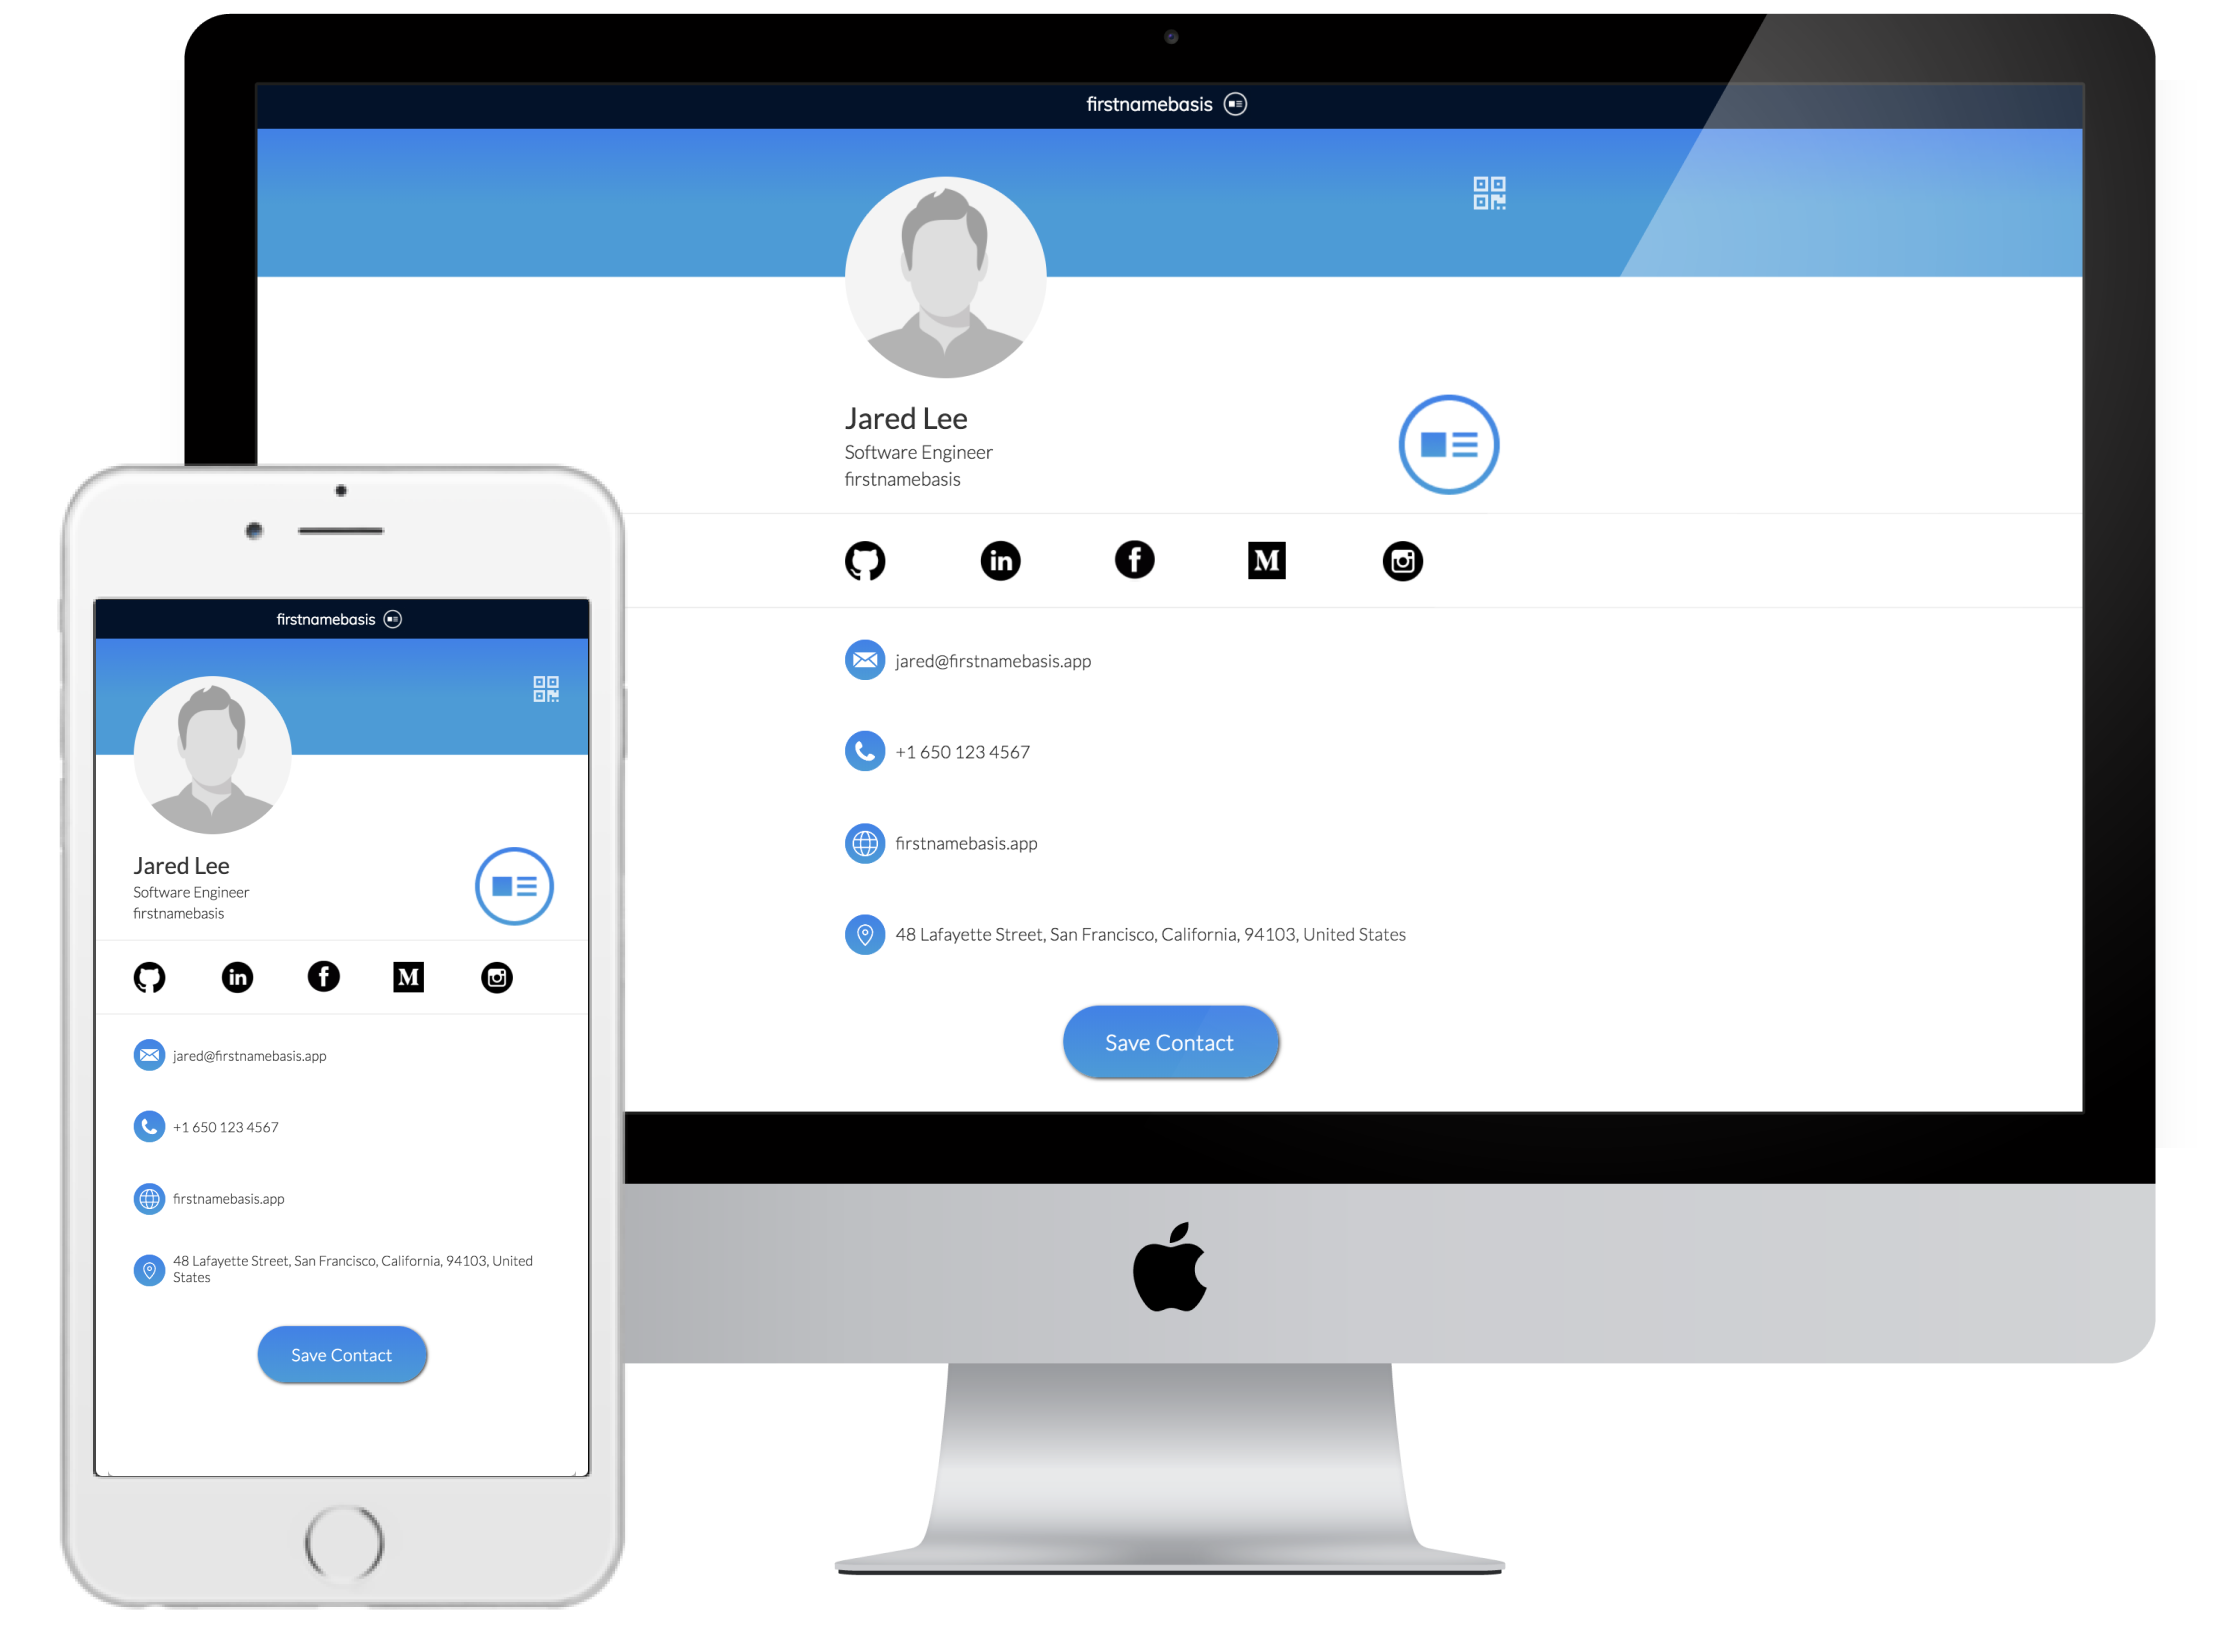 firstnamebasis
Jared Lee
Software Engineer
firstnamebasis
in
f
M
jared@firstnamebasis.app
+1 650 123 4567
firstnamebasis.app
48 Lafayette Street, San Francisco, California, 94103, United States
Save Contact
firstnamebasis
Jared Lee
Software Engineer
firstnamebasis
in
f
M
jared@firstnamebasis.app
+1 650 123 4567
firstnamebasis.app
48 Lafayette Street, San Francisco, California, 94103, United
States
Save Contact